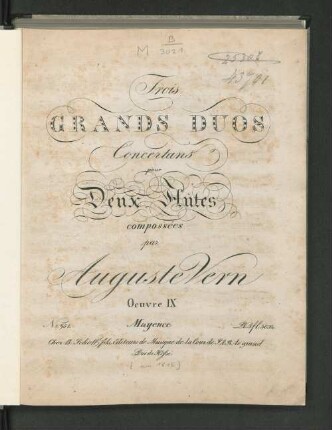 M
B
Trois
GRANDS DUOS
Concertans
pour
Deux Flûtes,
composées
par
Auguste Vern
Oeuvre IX
Mayence
Chez B. Schott fils, éditeurs de Musique de la Cour de S.A.R. le grand
Duc de Hesse.